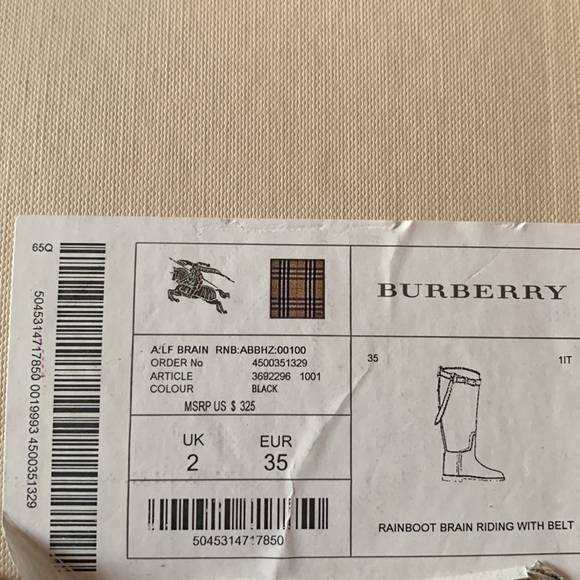 65Q
5045314717850 0019993 4500351329
BURBERRY
A:LF BRAIN RNB:ABBHZ:00100
ORDER No 4500351329
ARTICLE 3692296 1001
COLOUR BLACK
MSRP US $ 325
UK EUR
2 35
5045314717850
35 1IT
RAINBOOT BRAIN RIDING WITH BELT